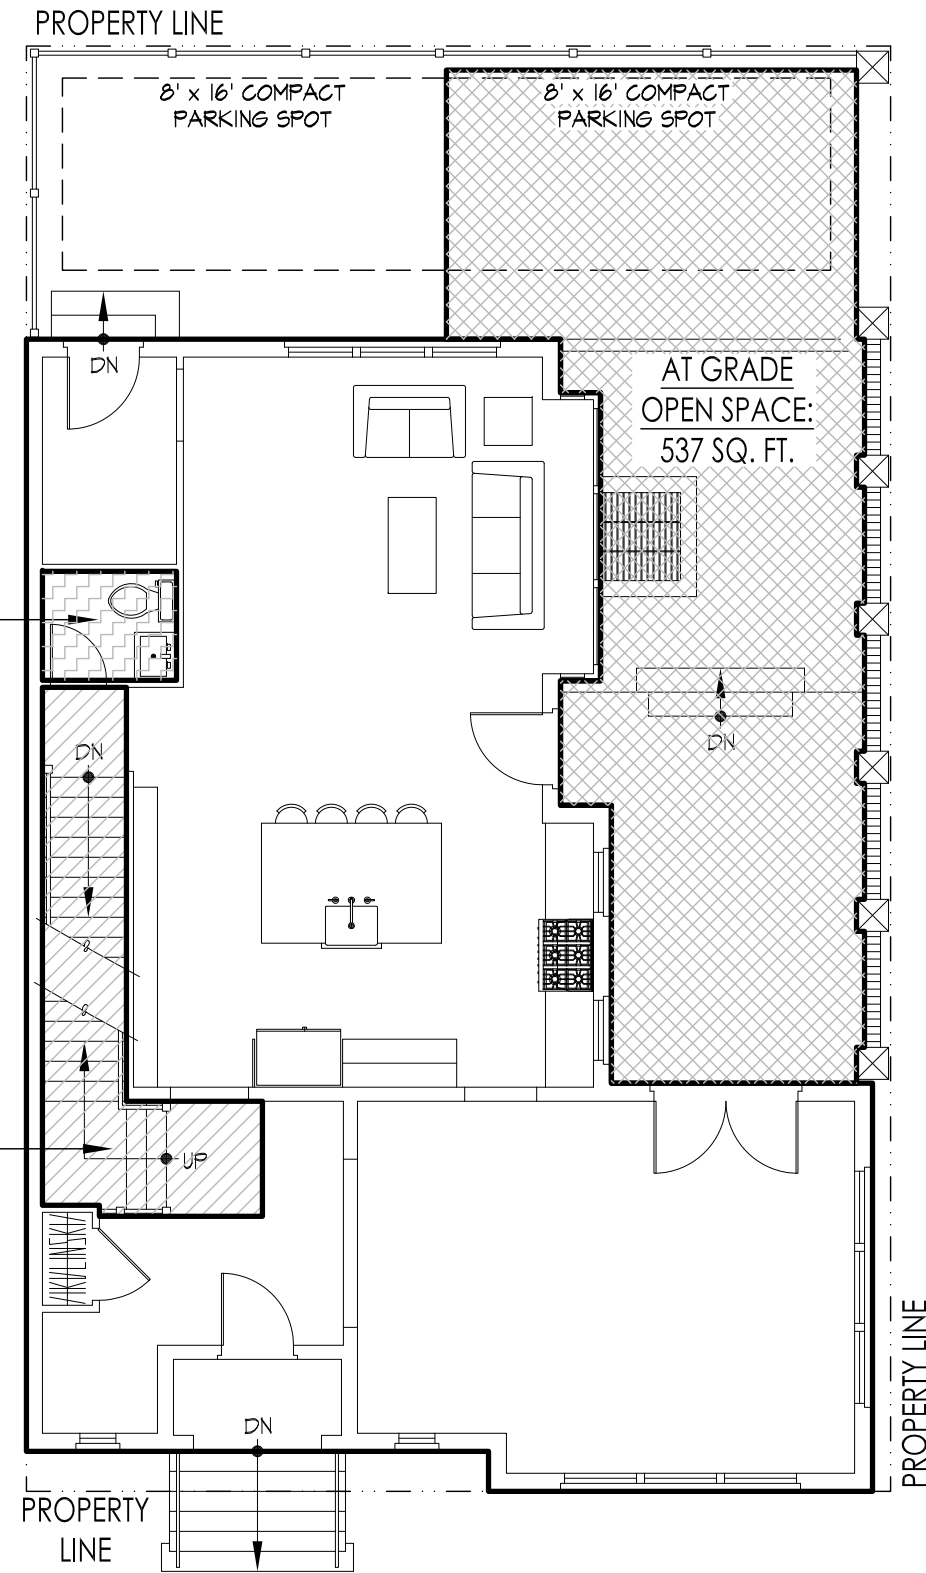 PROPERTY LINE
8' x 16' COMPACT
PARKING SPOT
8' x 16' COMPACT
PARKING SPOT
DN
AT GRADE
OPEN SPACE:
537 SQ. FT.
DN
DN
UP
DN
PROPERTY LINE
PROPERTY
LINE